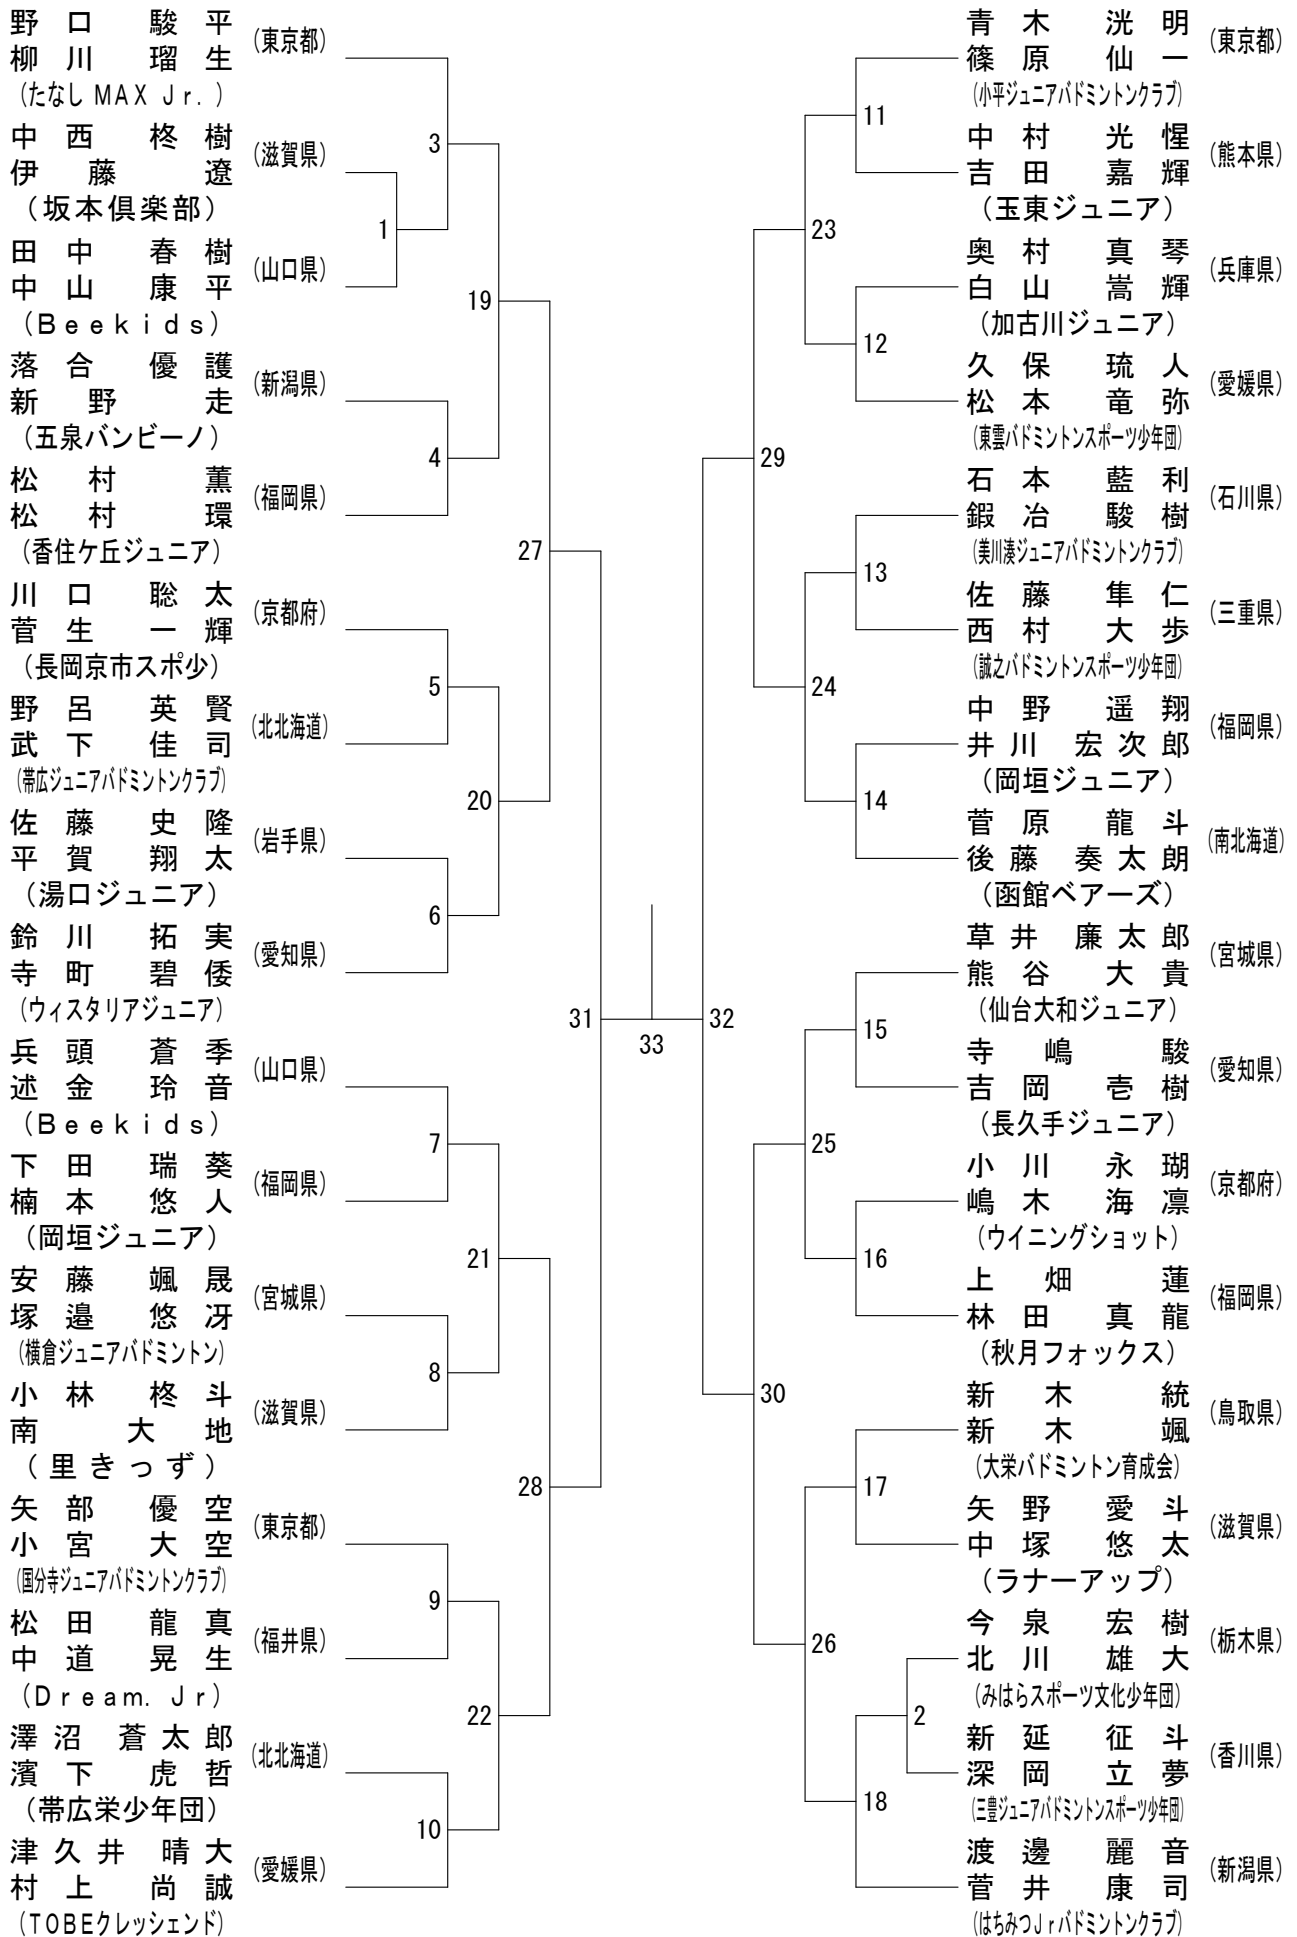 野口 駿平
柳川 瑠生
(東京都)
(たなし MAX Jr.)
中西 柊樹
伊藤 遼
(滋賀県)
(坂本倶楽部)
田中 春樹
中山 康平
(山口県)
(Beekids)
落合 優護
新野 走
(新潟県)
(五泉バンビーノ)
松村 薫
松村 環
(福岡県)
(香住ケ丘ジュニア)
川口 聡太
菅生 一輝
(京都府)
(長岡京市スポ少)
野呂 英賢
武下 佳司
(北北海道)
(帯広ジュニアバドミントンクラブ)
佐藤 史隆
平賀 翔太
(岩手県)
(湯口ジュニア)
鈴川 拓実
寺町 碧倭
(愛知県)
(ウィスタリアジュニア)
兵頭 蒼季
述金 玲音
(山口県)
(Beekids)
下田 瑞葵
楠本 悠人
(福岡県)
(岡垣ジュニア)
安藤 颯晟
塚邉 悠冴
(宮城県)
(横倉ジュニアバドミントン)
小林 柊斗
南 大地
(滋賀県)
(里きっず)
矢部 優空
小宮 大空
(東京都)
(国分寺ジュニアバドミントンクラブ)
松田 龍真
中道 晃生
(福井県)
(Dream. Jr)
澤沼 蒼太郎
濱下 虎哲
(北北海道)
(帯広栄少年団)
津久井 晴大
村上 尚誠
(愛媛県)
(TOBEクレッシェンド)
3
1
19
4
27
5
20
6
31
7
21
8
28
9
22
10
33
32
11
23
12
29
13
24
14
15
25
16
30
17
26
2
18
青木 洸明
篠原 仙一
(東京都)
(小平ジュニアバドミントンクラブ)
中村 光惺
吉田 嘉輝
(熊本県)
(玉東ジュニア)
奥村 真琴
白山 嵩輝
(兵庫県)
(加古川ジュニア)
久保 琉人
松本 竜弥
(愛媛県)
(東雲バドミントンスポーツ少年団)
石本 藍利
鍜冶 駿樹
(石川県)
(美川湊ジュニアバドミントンクラブ)
佐藤 隼仁
西村 大歩
(三重県)
(誠之バドミントンスポーツ少年団)
中野 遥翔
井川 宏次郎
(福岡県)
(岡垣ジュニア)
菅原 龍斗
後藤 奏太朗
(南北海道)
(函館ベアーズ)
草井 廉太郎
熊谷 大貴
(宮城県)
(仙台大和ジュニア)
寺嶋 駿
吉岡 壱樹
(愛知県)
(長久手ジュニア)
小川 永瑚
嶋木 海凛
(京都府)
(ウイニングショット)
上畑 蓮
林田 真龍
(福岡県)
(秋月フォックス)
新木 統
新木 颯
(鳥取県)
(大栄バドミントン育成会)
矢野 愛斗
中塚 悠太
(滋賀県)
(ラナーアップ)
今泉 宏樹
北川 雄大
(栃木県)
(みはらスポーツ文化少年団)
新延 征斗
深岡 立夢
(香川県)
(三豊ジュニアバドミントンスポーツ少年団)
渡邊 麗音
菅井 康司
(新潟県)
(はちみつJrバドミントンクラブ)